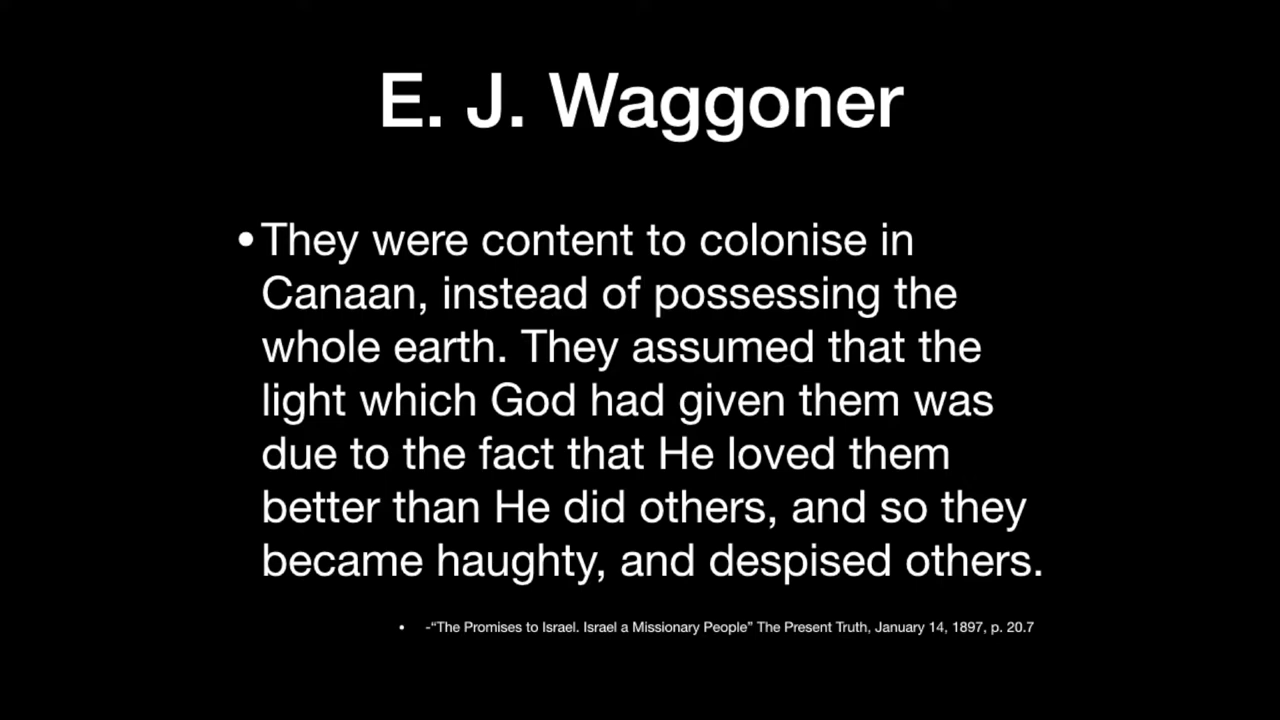 E. J. Waggoner
•They were content to colonise in
Canaan, instead of possessing the
whole earth. They assumed that the
light which God had given them was
due to the fact that He loved them
better than He did others, and so they
became haughty, and despised others.
• -“The Promises to Israel. Israel a Missionary People” The Present Truth, January 14, 1897, p. 20.7